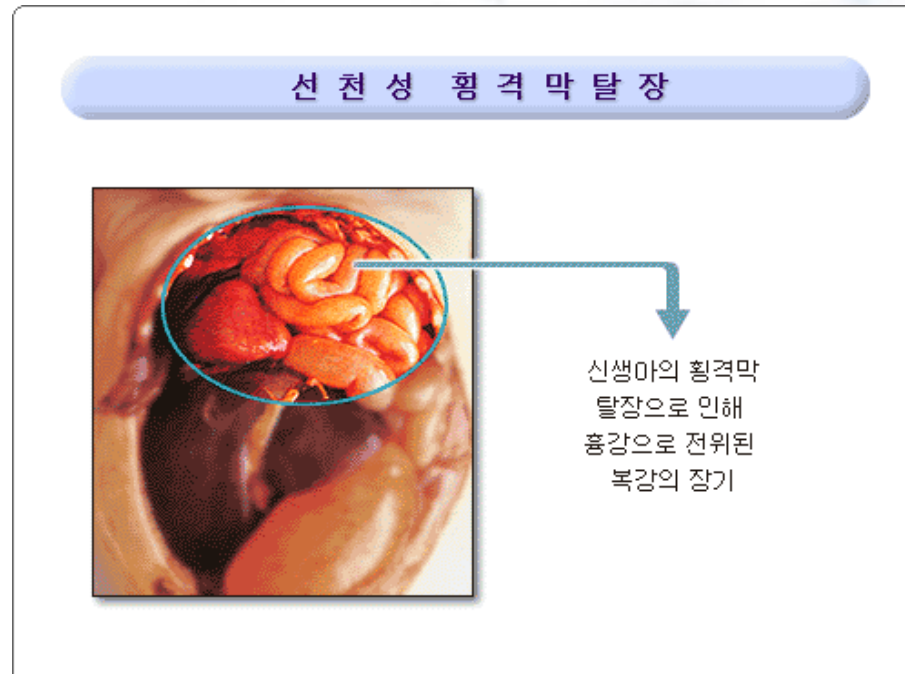 선천성 횡격막탈장
신생아의 횡격막
탈장으로 인해
흉강으로 전위된
복강의 장기